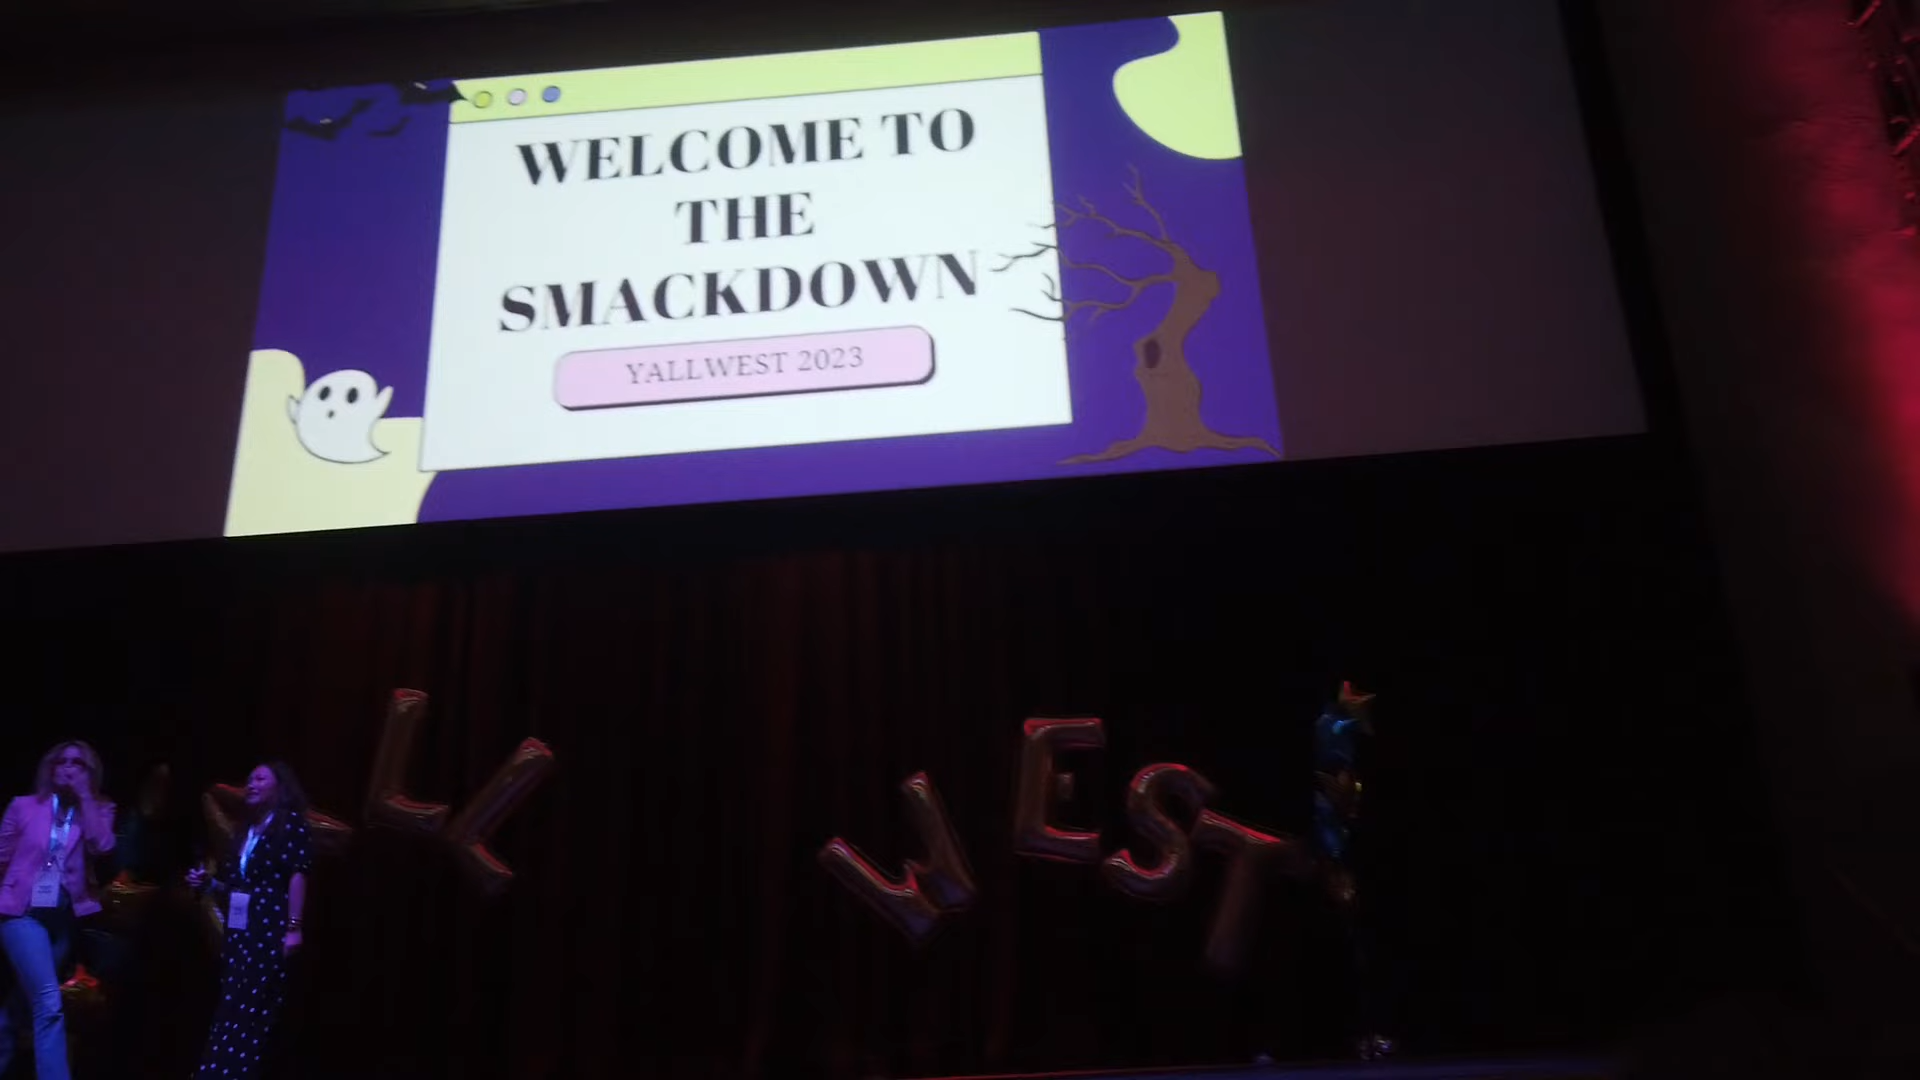 WELCOME TO
THE
SMACKDOWN
YALLWEST 2023
WEST